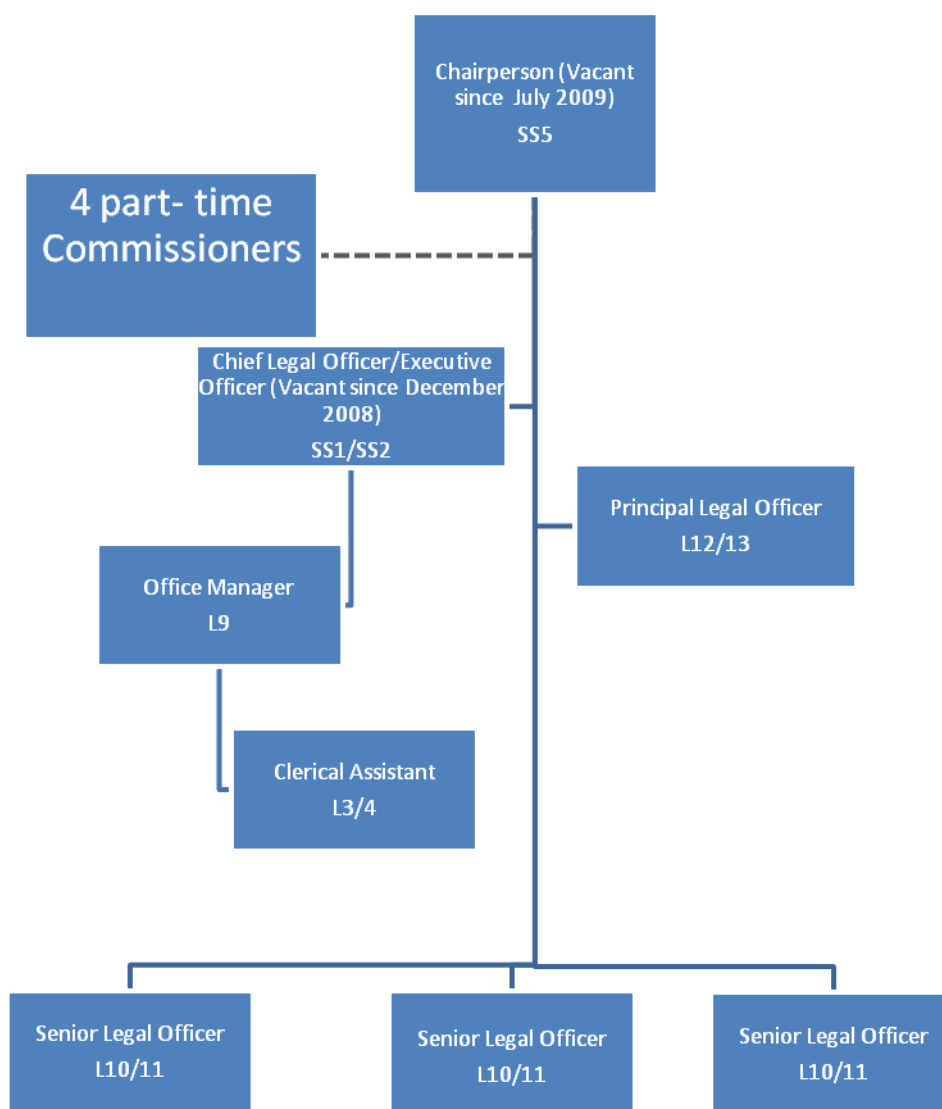 Chairperson (Vacant
since July 2009)
SS5
4 part- time
Commissioners
Chief Legal Officer/Executive
Officer (Vacant since December
2008)
SS1/SS2
Principal Legal Officer
L12/13
Office Manager
L9
Clerical Assistant
L3/4
Senior Legal Officer
L10/11
Senior Legal Officer
L10/11
Senior Legal Officer
L10/11